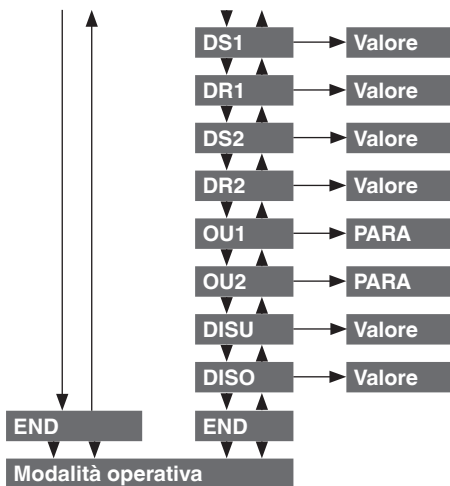 DS1 Valore
DR1 Valore
DS2 Valore
DR2 Valore
OU1 PARA
OU2 PARA
DISU Valore
DISO Valore
END END
Modalità operativa